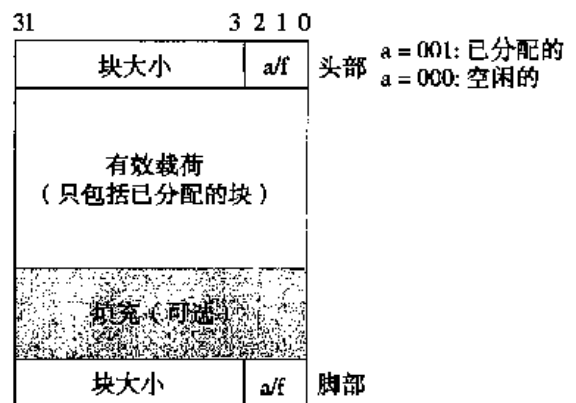 31 3 2 1 0
块大小 a/f 头部 a = 001: 已分配的
a = 000: 空闲的
有效载荷
（只包括已分配的块）
填充（可选）
块大小 a/f 脚部